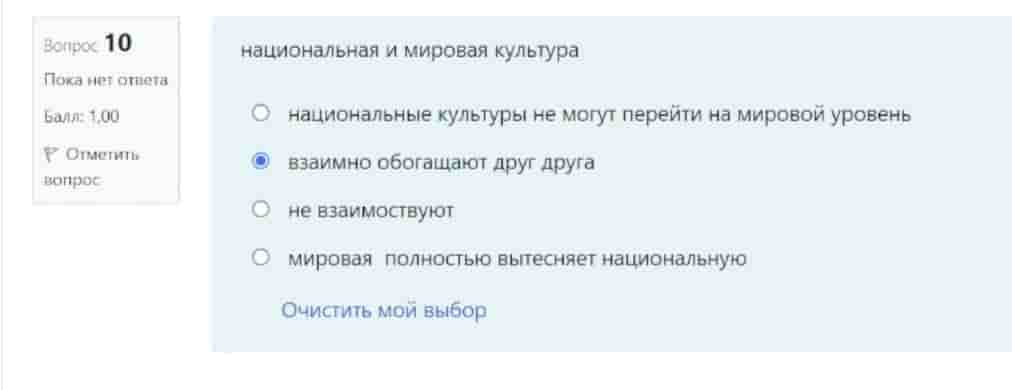 Вопрос 10
Пока нет ответа
Балл: 1,00
Отметить
вопрос
национальная и мировая культура
национальные культуры не могут перейти на мировой уровень
взаимно обогащают друг друга
не взаимоствуют
мировая полностью вытесняет национальную
Очистить мой выбор